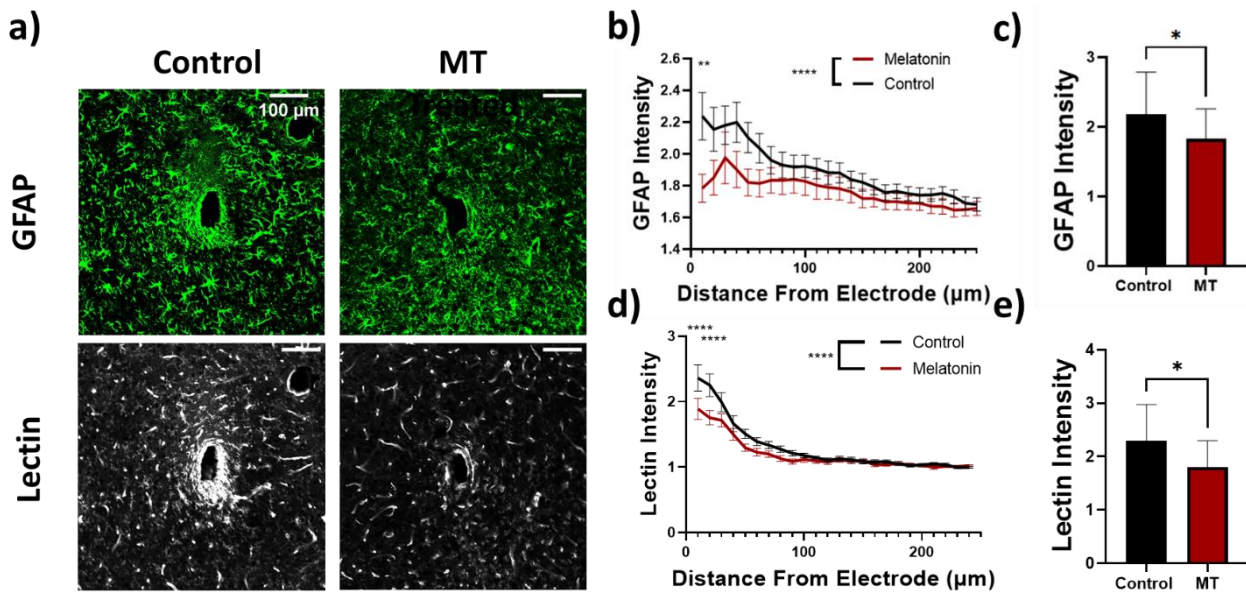 a)
Control
MT
100 µm
GFAP
Lectin
b)
2.6
2.4
2.2
2.0
1.8
1.6
1.4
GFAP Intensity
**
****
Melatonin
Control
0
100
200
Distance From Electrode (µm)
c)
*
3
2
1
0
GFAP Intensity
Control
MT
d)
****
****
3
2
1
0
Lectin Intensity
****
Control
Melatonin
0
100
200
Distance From Electrode (µm)
e)
*
4
3
2
1
0
Lectin Intensity
Control
MT